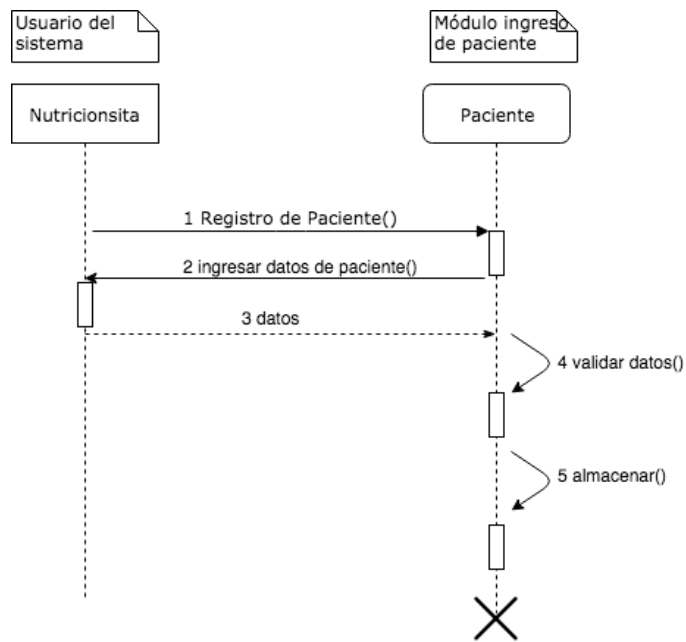 Usuario del
sistema
Módulo ingreso
de paciente
Nutricionsita
Paciente
1 Registro de Paciente()
2 ingresar datos de paciente()
3 datos
4 validar datos()
5 almacenar()